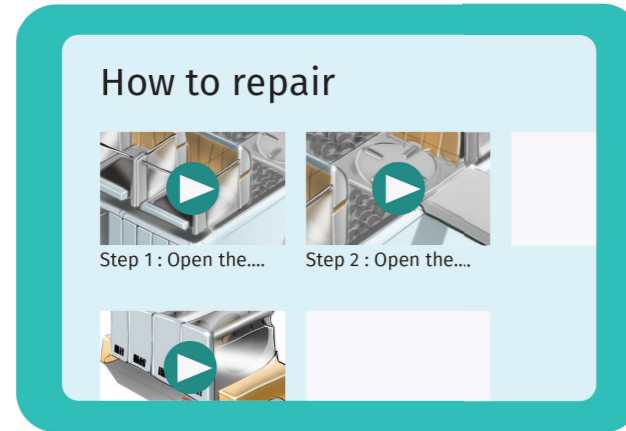 How to repair
Step 1 : Open the....
Step 2 : Open the....